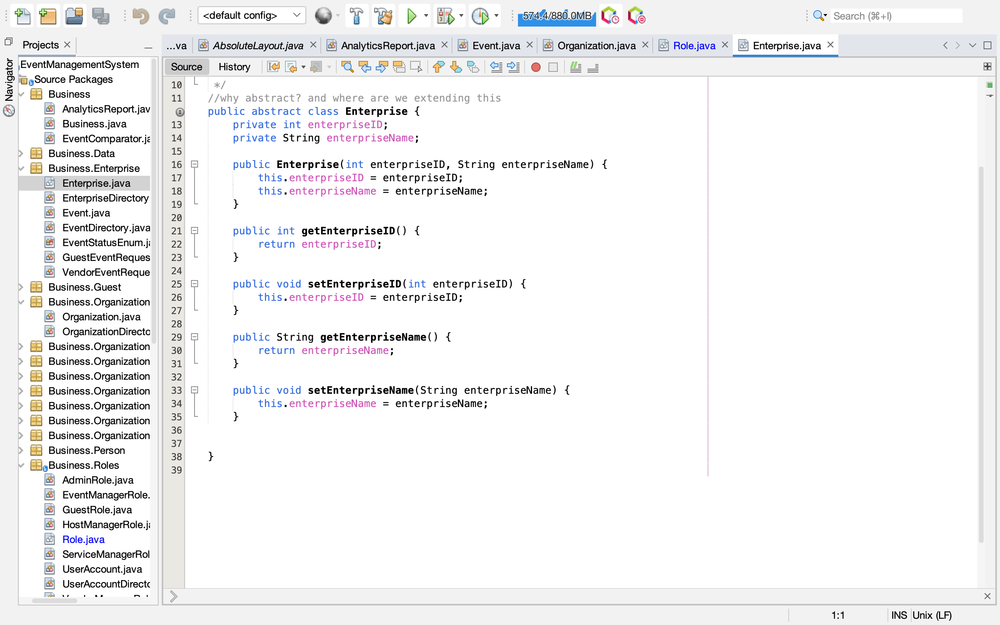 <default config>
574.4/880.0MB
Search (⌘+I)
Projects
...va
AbsoluteLayout.java
AnalyticsReport.java
Event.java
Organization.java
Role.java
Enterprise.java
Navigator
Source
History
EventManagementSystem
Source Packages
Business
AnalyticsReport.jav
Business.java
EventComparator.ja
Business.Data
Business.Enterprise
Enterprise.java
EnterpriseDirectory
Event.java
EventDirectory.java
EventStatusEnum.ja
GuestEventReques
VendorEventReque
Business.Guest
Business.Organization
Organization.java
OrganizationDirecto
Business.Organization
Business.Organization
Business.Organization
Business.Organization
Business.Organization
Business.Organization
Business.Organization
Business.Person
Business.Roles
AdminRole.java
EventManagerRole.
GuestRole.java
HostManagerRole.ja
Role.java
ServiceManagerRol
UserAccount.java
UserAccountDirecto
10 */
11 //why abstract? and where are we extending this
public abstract class Enterprise {
13 private int enterpriseID;
14 private String enterpriseName;
15
16 public Enterprise(int enterpriseID, String enterpriseName) {
17 this.enterpriseID = enterpriseID;
18 this.enterpriseName = enterpriseName;
19 }
20
21 public int getEnterpriseID() {
22 return enterpriseID;
23 }
24
25 public void setEnterpriseID(int enterpriseID) {
26 this.enterpriseID = enterpriseID;
27 }
28
29 public String getEnterpriseName() {
30 return enterpriseName;
31 }
32
33 public void setEnterpriseName(String enterpriseName) {
34 this.enterpriseName = enterpriseName;
35 }
36
37
38 }
39
1:1
INS
Unix (LF)